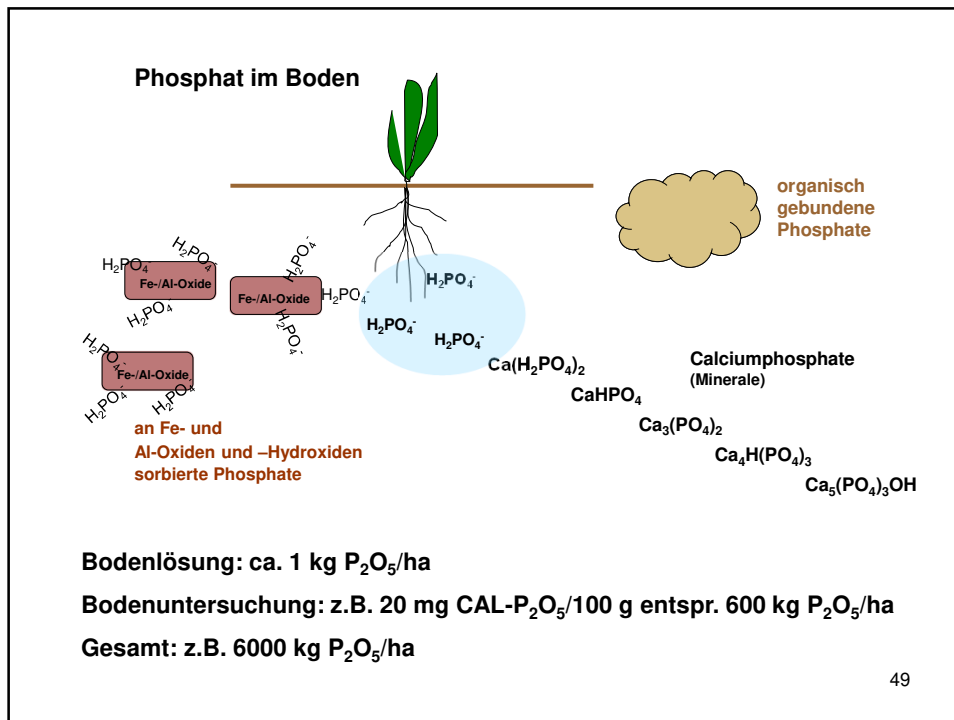 Phosphat im Boden
organisch
gebundene
Phosphate
H₂PO₄⁻
H₂PO₄⁻
Fe-/Al-Oxide
H₂PO₄⁻
H₂PO₄⁻
Fe-/Al-Oxide
H₂PO₄⁻
H₂PO₄⁻
H₂PO₄⁻
H₂PO₄⁻
H₂PO₄⁻
H₂PO₄⁻
Fe-/Al-Oxide
H₂PO₄⁻
H₂PO₄⁻
Ca(H₂PO₄)₂
CaHPO₄
Ca₃(PO₄)₂
Ca₄H(PO₄)₃
Ca₅(PO₄)₃OH
Calciumphosphate
(Minerale)
an Fe- und
Al-Oxiden und –Hydroxiden
sorbierte Phosphate
Bodenlösung: ca. 1 kg P₂O₅/ha
Bodenuntersuchung: z.B. 20 mg CAL-P₂O₅/100 g entspr. 600 kg P₂O₅/ha
Gesamt: z.B. 6000 kg P₂O₅/ha
49